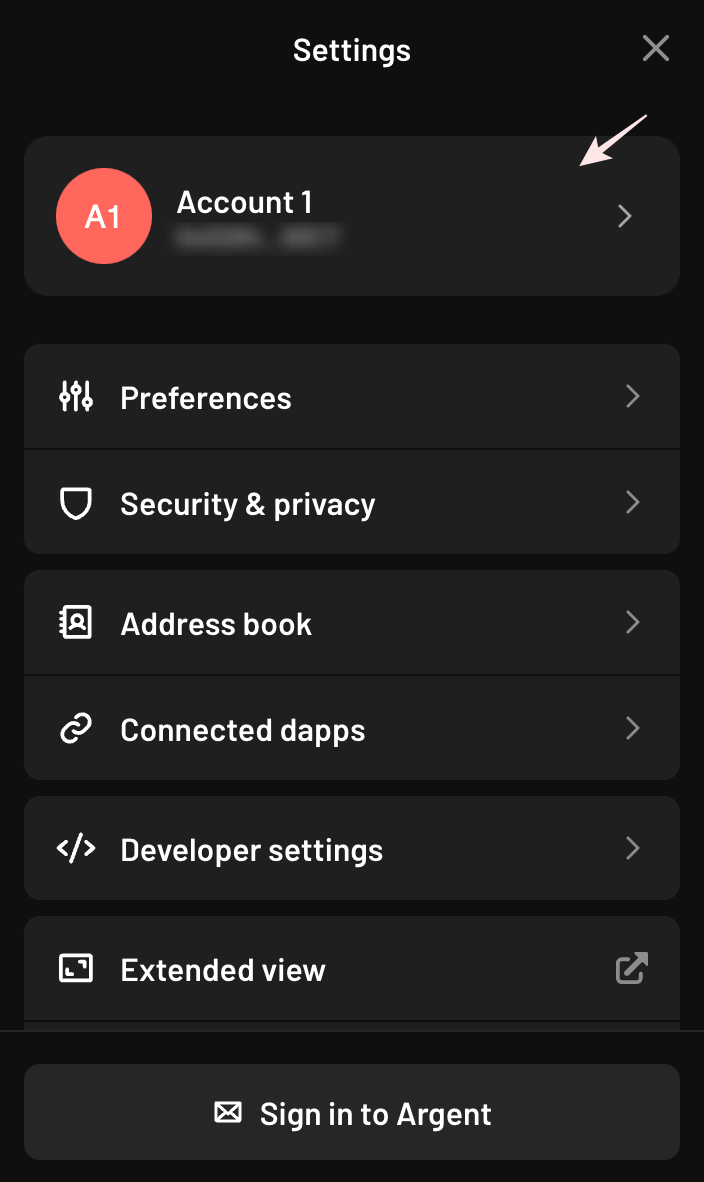 Settings
A1
Account 1
Preferences
Security & privacy
Address book
Connected dapps
Developer settings
Extended view
Sign in to Argent